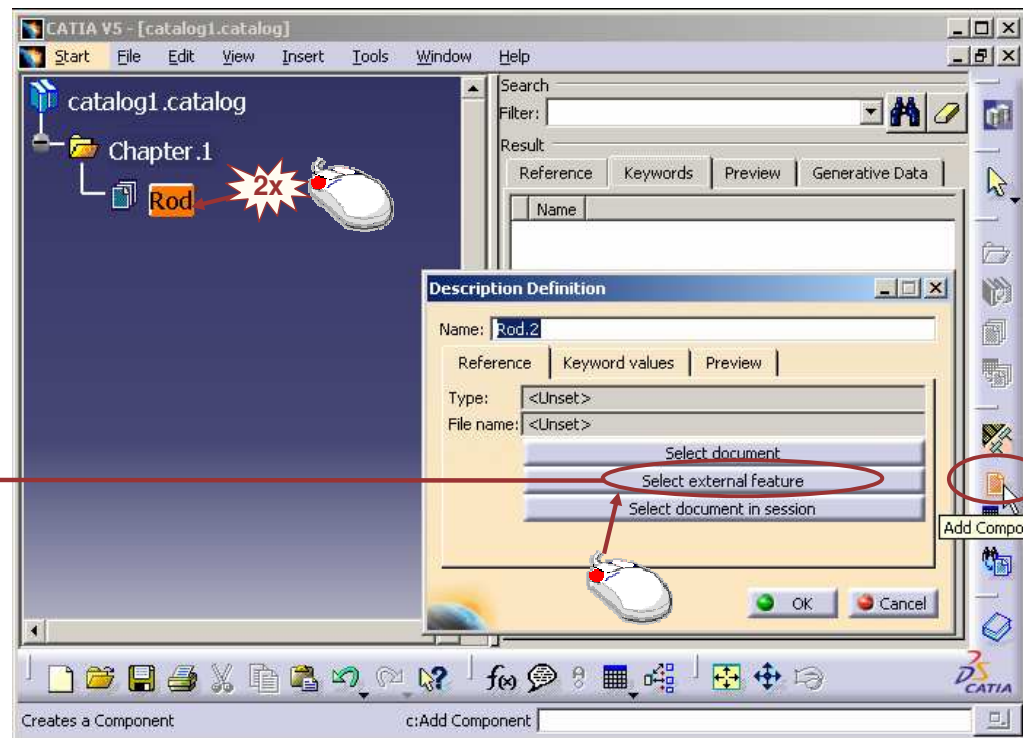 CATIA V5 - [catalog1.catalog]
Start File Edit View Insert Tools Window Help
catalog1.catalog
Chapter.1
Rod
2x
Search
Filter:
Result
Reference Keywords Preview Generative Data
Name
Description Definition
Name: Rod.2
Reference Keyword values Preview
Type: <Unset>
File name: <Unset>
Select document
Select external feature
Select document in session
OK Cancel
Add Compo
f(x)
DS CATIA
Creates a Component c:Add Component